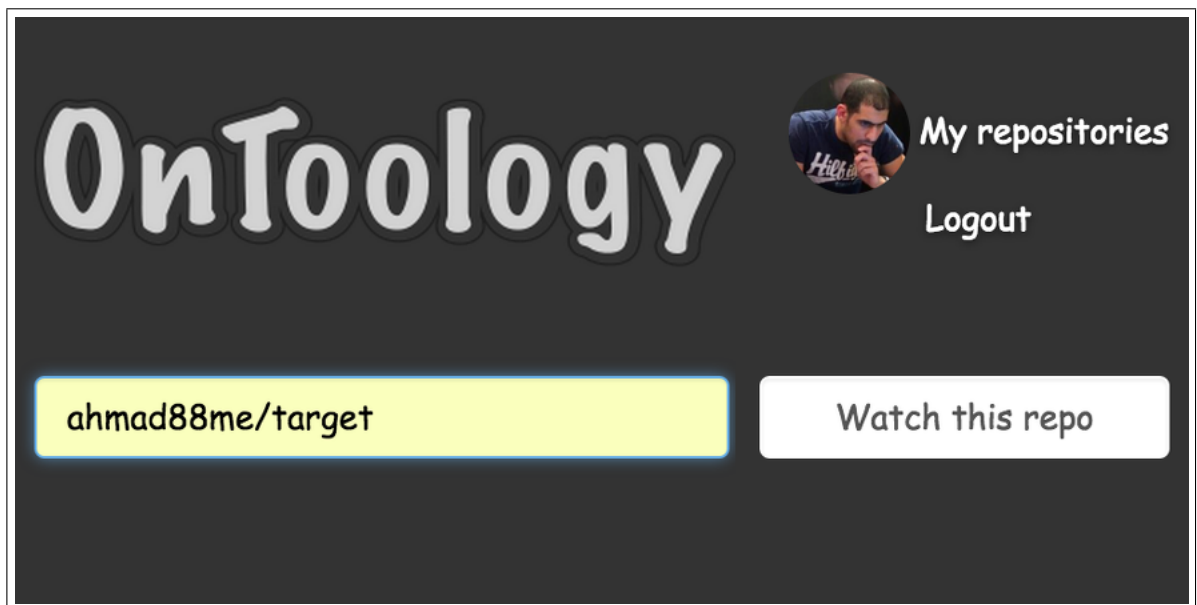 OnToology
My repositories
Logout
ahmad88me/target
Watch this repo